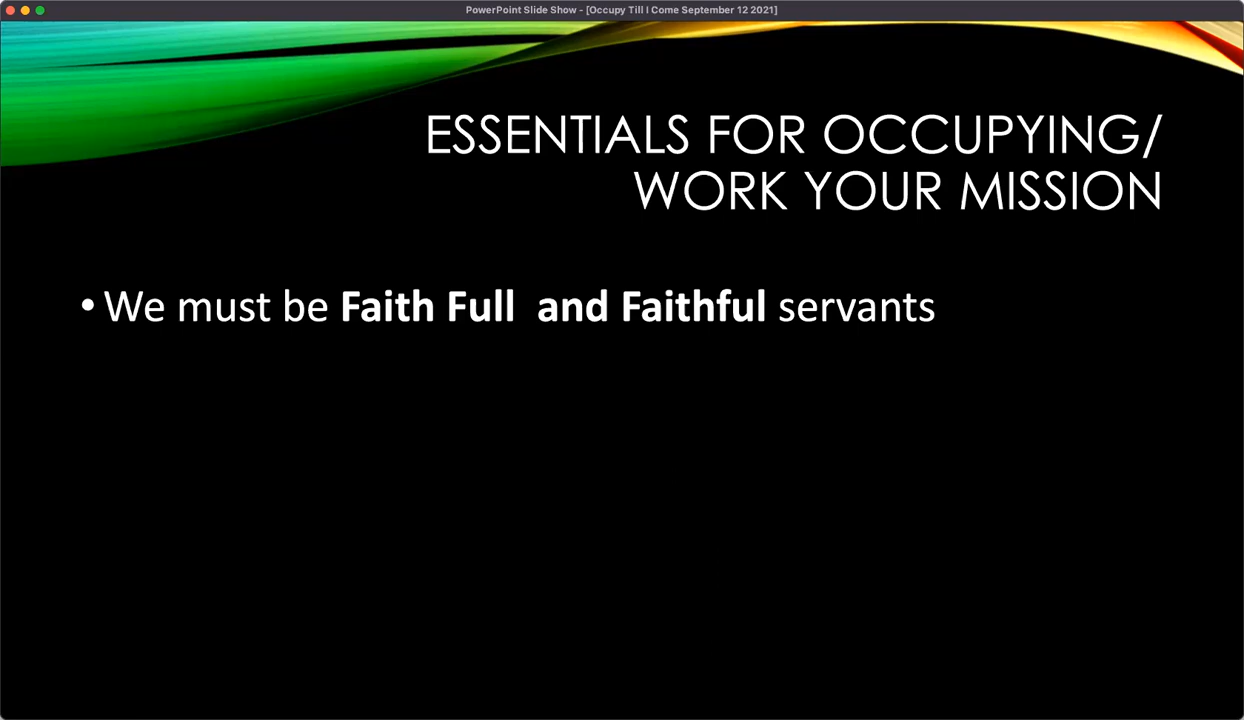 PowerPoint Slide Show - [Occupy Till I Come September 12 2021]
ESSENTIALS FOR OCCUPYING/
WORK YOUR MISSION
• We must be Faith Full  and Faithful servants